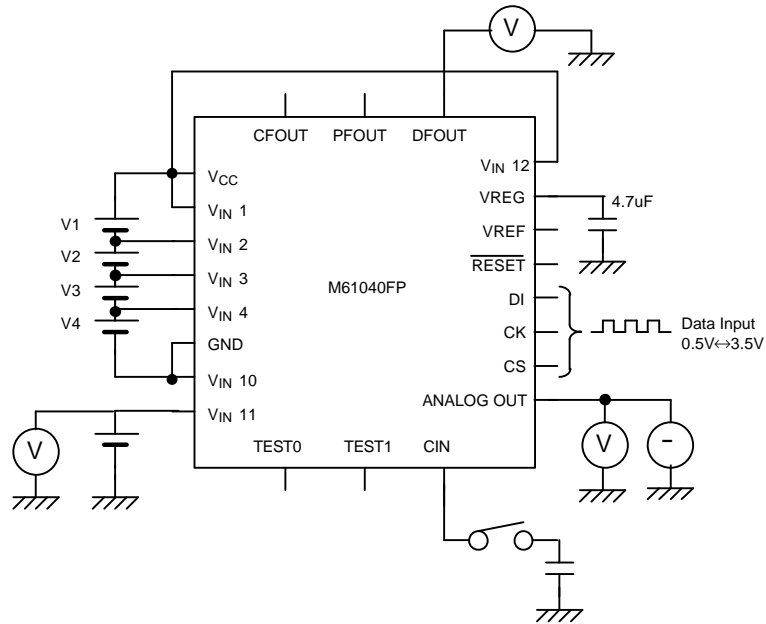 V
CFOUT PFOUT DFOUT
V1
V2
V3
V4
VCC
VIN 1
VIN 2
VIN 3
VIN 4
GND
VIN 10
VIN 11
M61040FP
VIN 12
VREG
VREF
RESET
DI
CK
CS
ANALOG OUT
4.7uF
Data Input
0.5V↔3.5V
V
TEST0 TEST1 CIN
V
-